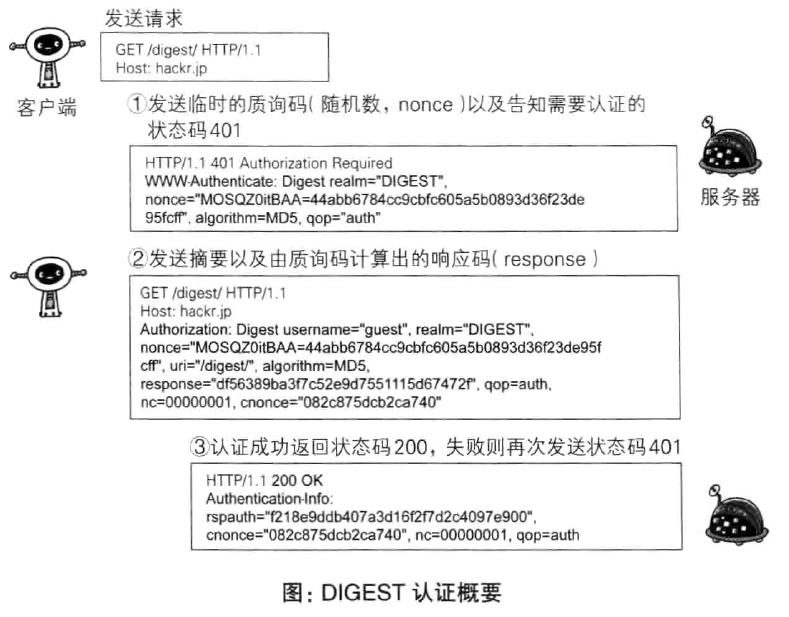 发送请求
GET /digest/ HTTP/1.1
Host: hackr.jp
客户端
①发送临时的质询码(随机数，nonce)以及告知需要认证的
状态码401
HTTP/1.1 401 Authorization Required
WWW-Authenticate: Digest realm="DIGEST",
nonce="MOSQZ0itBAA=44abb6784cc9cbfc605a5b0893d36f23de
95fcff", algorithm=MD5, qop="auth"
服务器
②发送摘要以及由质询码计算出的响应码(response)
GET /digest/ HTTP/1.1
Host: hackr.jp
Authorization: Digest username="guest", realm="DIGEST",
nonce="MOSQZ0itBAA=44abb6784cc9cbfc605a5b0893d36f23de95f
cff", uri="/digest/", algorithm=MD5,
response="df56389ba3f7c52e9d7551115d67472f", qop=auth,
nc=00000001, cnonce="082c875dcb2ca740"
③认证成功返回状态码200，失败则再次发送状态码401
HTTP/1.1 200 OK
Authentication-Info:
rspauth="f218e9ddb407a3d16f2f7d2c4097e900",
cnonce="082c875dcb2ca740", nc=00000001, qop=auth
图：DIGEST 认证概要